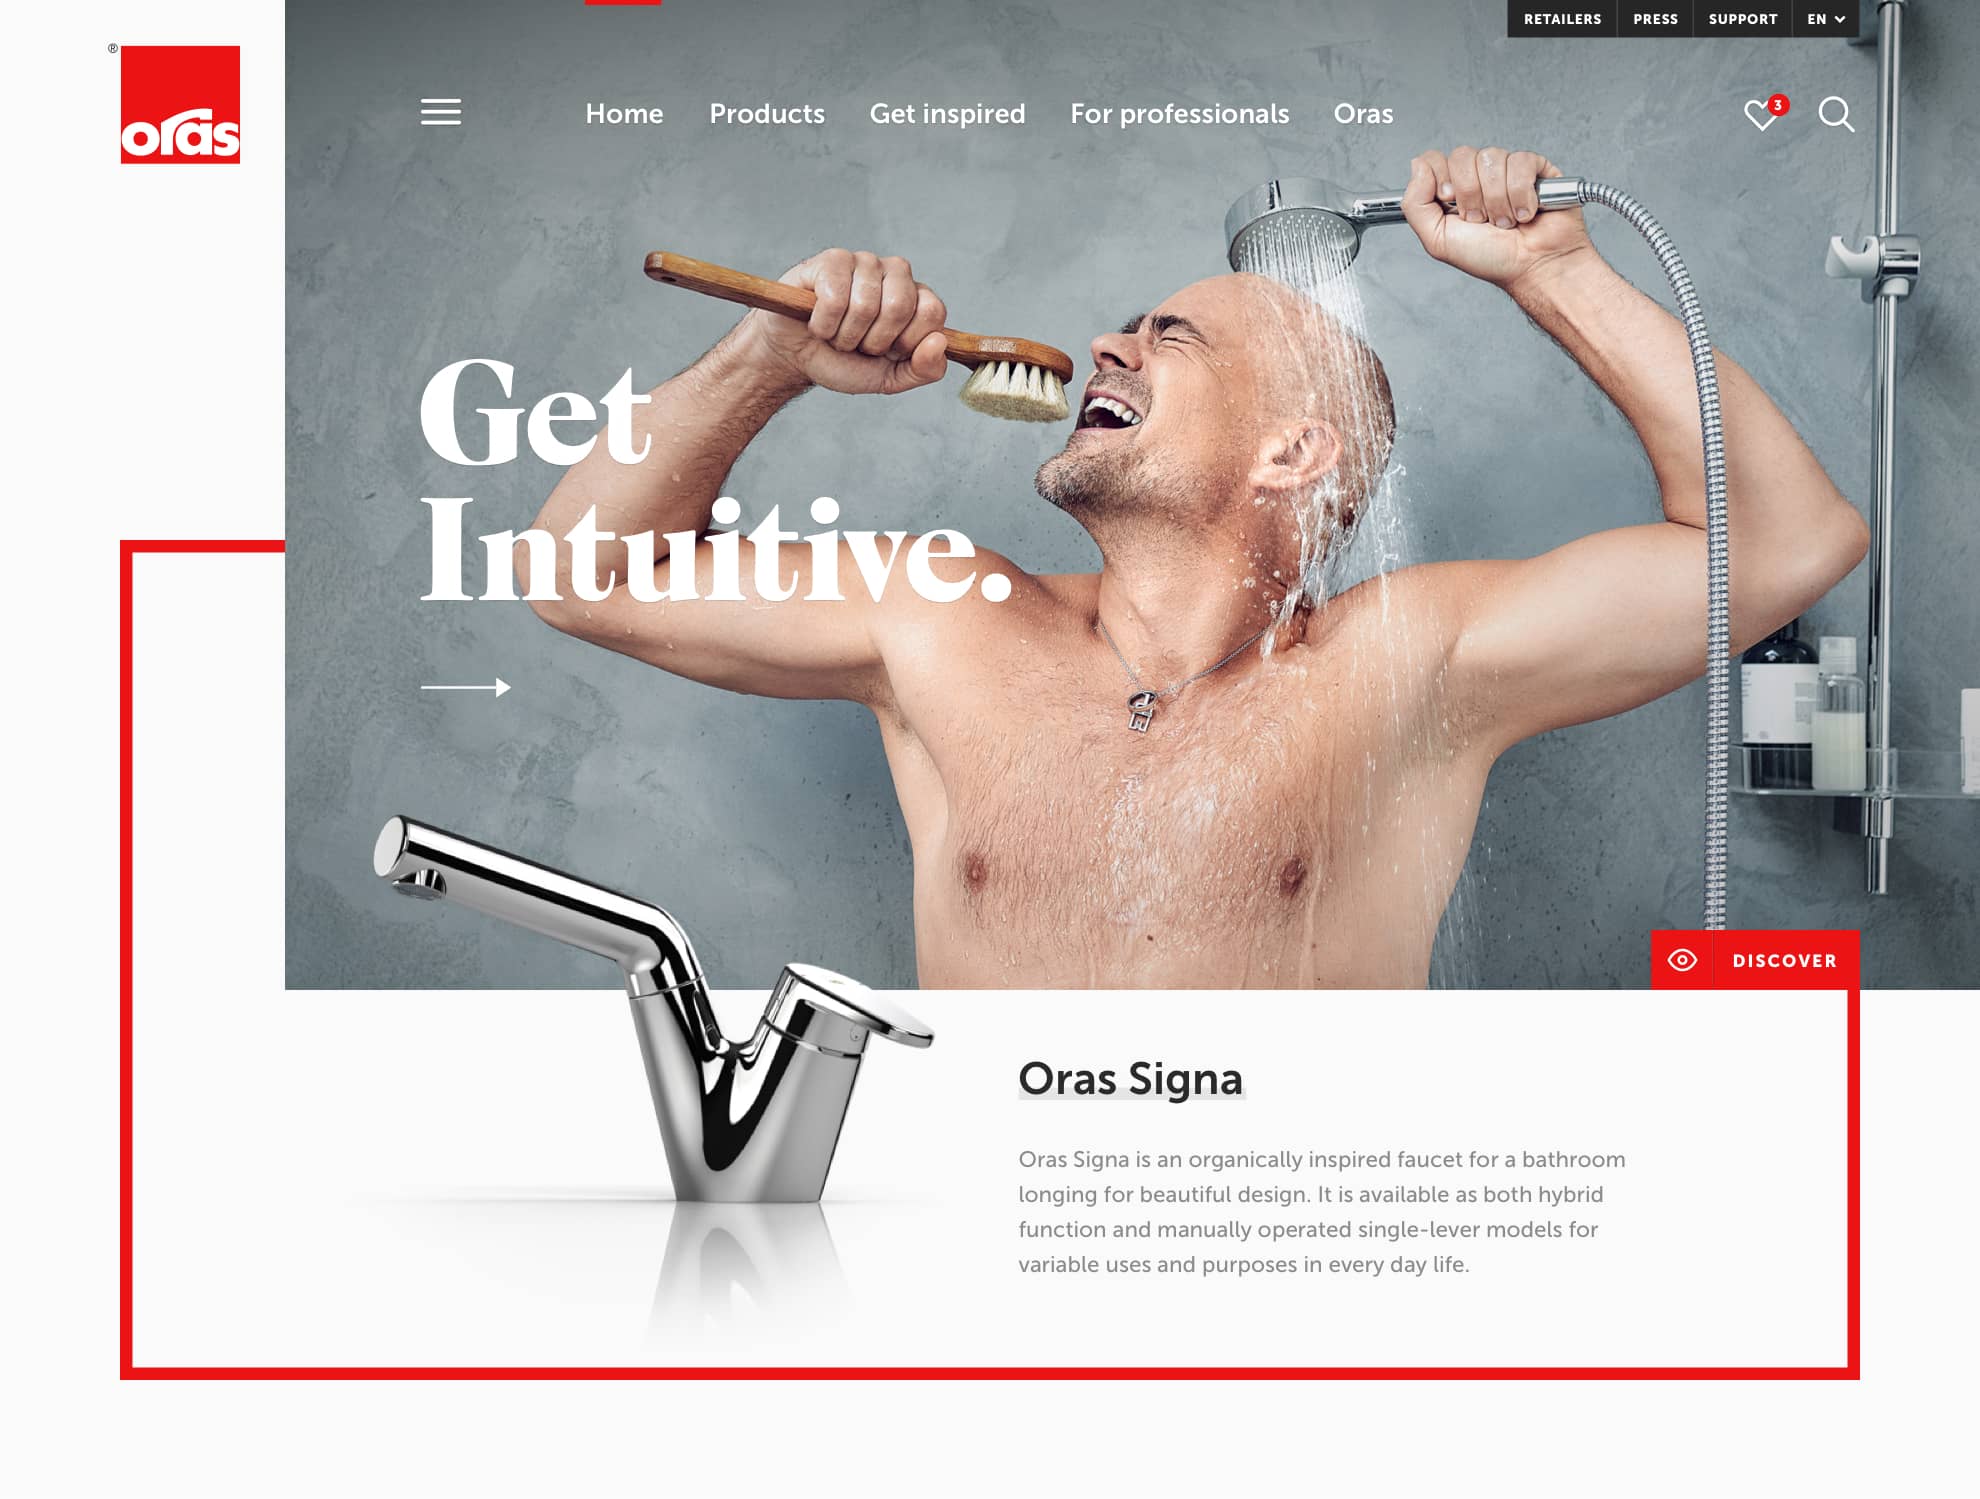 RETAILERS PRESS SUPPORT EN
®
oras
Home Products Get inspired For professionals Oras
3
Get
Intuitive.
DISCOVER
Oras Signa
Oras Signa is an organically inspired faucet for a bathroom
longing for beautiful design. It is available as both hybrid
function and manually operated single-lever models for
variable uses and purposes in every day life.